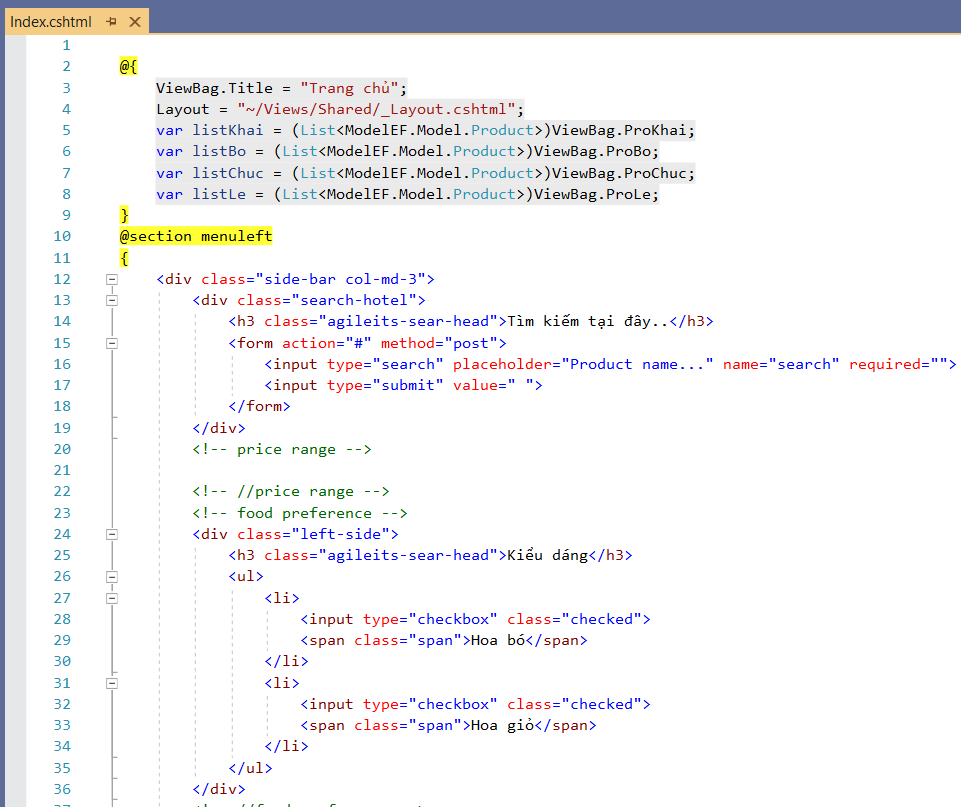 Index.cshtml
1
2 @{
3 ViewBag.Title = "Trang chủ";
4 Layout = "~/Views/Shared/_Layout.cshtml";
5 var listKhai = (List<ModelEF.Model.Product>)ViewBag.ProKhai;
6 var listBo = (List<ModelEF.Model.Product>)ViewBag.ProBo;
7 var listChuc = (List<ModelEF.Model.Product>)ViewBag.ProChuc;
8 var listLe = (List<ModelEF.Model.Product>)ViewBag.ProLe;
9 }
10 @section menuleft
11 {
12 <div class="side-bar col-md-3">
13 <div class="search-hotel">
14 <h3 class="agileits-sear-head">Tìm kiếm tại đây..</h3>
15 <form action="#" method="post">
16 <input type="search" placeholder="Product name..." name="search" required="">
17 <input type="submit" value=" ">
18 </form>
19 </div>
20 <!-- price range -->
21
22 <!-- //price range -->
23 <!-- food preference -->
24 <div class="left-side">
25 <h3 class="agileits-sear-head">Kiểu dáng</h3>
26 <ul>
27 <li>
28 <input type="checkbox" class="checked">
29 <span class="span">Hoa bó</span>
30 </li>
31 <li>
32 <input type="checkbox" class="checked">
33 <span class="span">Hoa giỏ</span>
34 </li>
35 </ul>
36 </div>